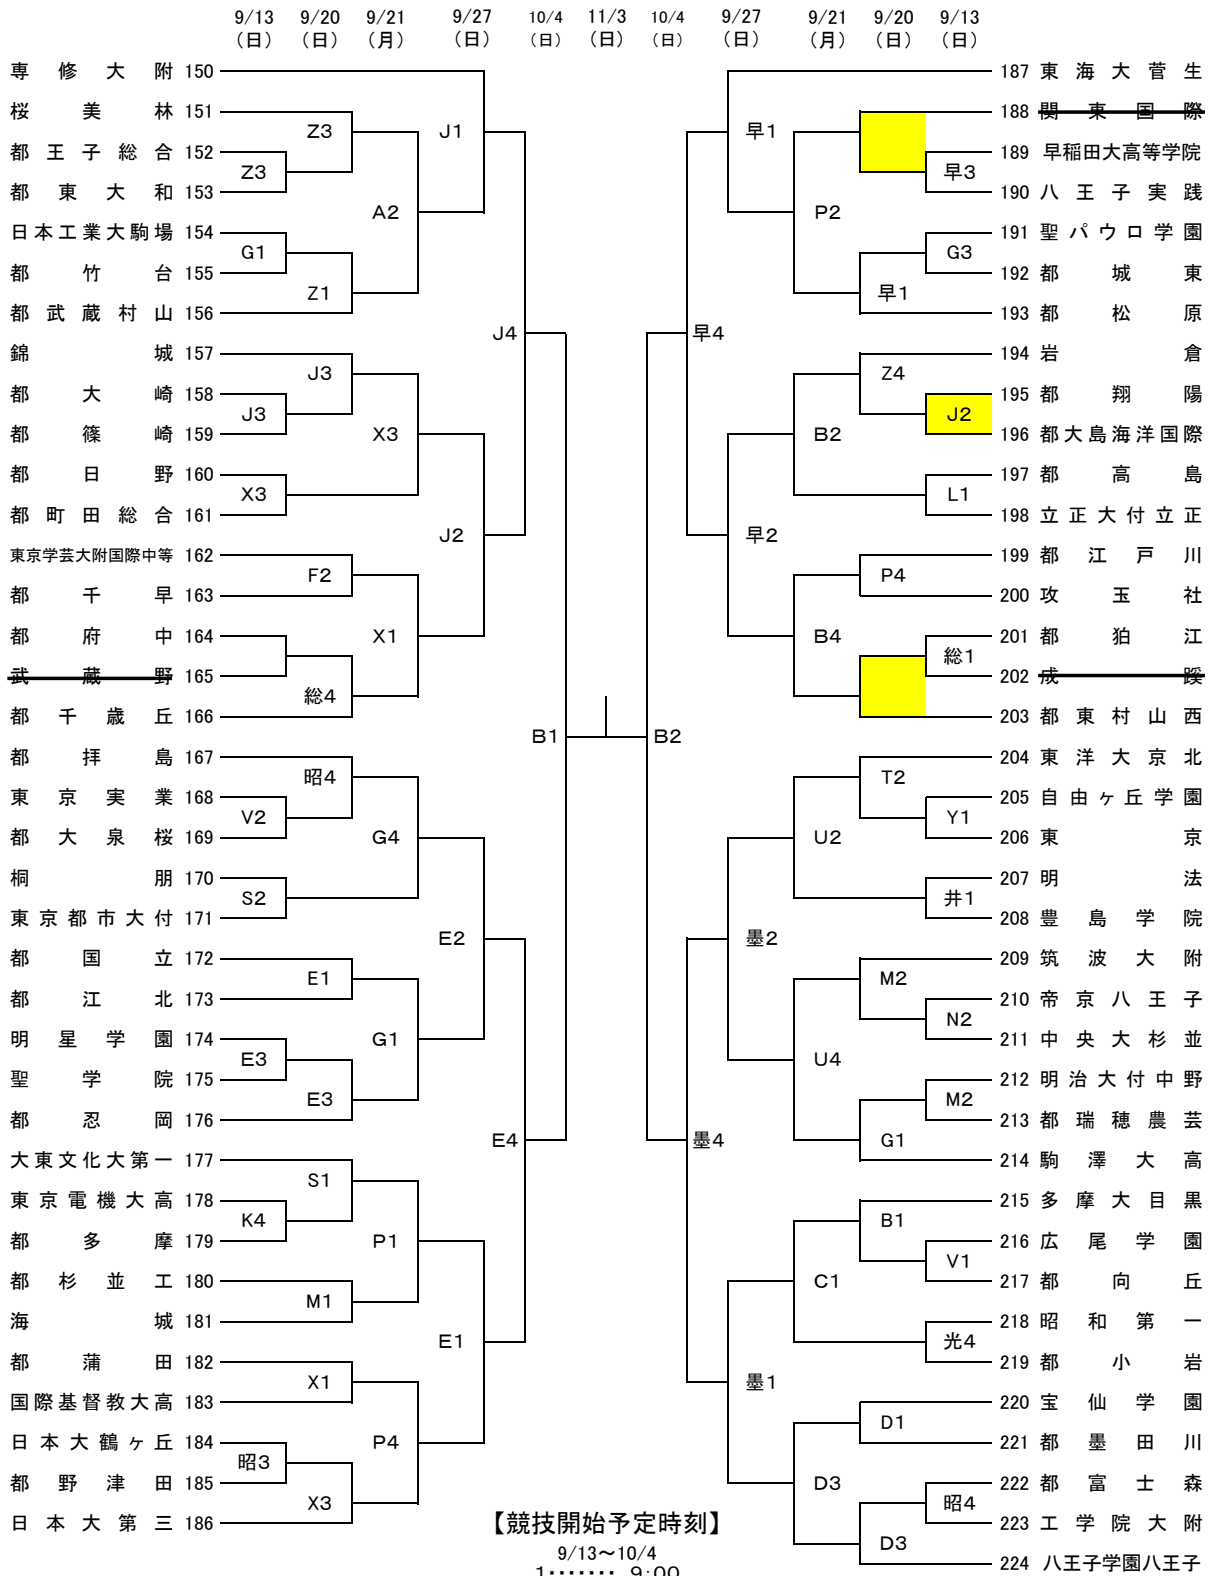 9/13 9/20 9/21 9/27 10/4 11/3 10/4 9/27 9/21 9/20 9/13
(日) (日) (月) (日) (日) (日) (日) (日) (月) (日) (日)
専修大附 150
桜美林 151
Z3
都王子総合 152
Z3
都東大和 153
J1
A2
日本工業大駒場 154
G1
都竹台 155
Z1
都武蔵村山 156
J4
錦城 157
J3
都大崎 158
J3
都篠崎 159
X3
都日野 160
X3
都町田総合 161
J2
東京学芸大附国際中等 162
F2
都千早 163
X1
都府中 164
武蔵野 165
総4
都千歳丘 166
B1
都拝島 167
昭4
東京実業 168
V2
都大泉桜 169
G4
桐朋 170
S2
東京都市大付 171
E2
都国立 172
E1
都江北 173
G1
明星学園 174
E3
聖学院 175
E3
都忍岡 176
E4
大東文化大第一 177
S1
東京電機大高 178
K4
都多摩 179
P1
都杉並工 180
M1
海城 181
E1
都蒲田 182
X1
国際基督教大高 183
P4
日本大鶴ヶ丘 184
昭3
都野津田 185
X3
日本大第三 186
187 東海大菅生
188 関東国際
早1
189 早稲田大高等学院
早3
190 八王子実践
P2
191 聖パウロ学園
G3
192 都城東
早1
193 都松原
早4
194 岩倉
Z4
195 都翔陽
J2
196 都大島海洋国際
B2
197 都高島
L1
198 立正大付立正
早2
199 都江戸川
P4
200 攻玉社
B4
201 都狛江
総1
202 成蹊
203 都東村山西
B2
204 東洋大京北
T2
205 自由ヶ丘学園
Y1
206 東京
U2
207 明法
井1
208 豊島学院
墨2
209 筑波大附
M2
210 帝京八王子
N2
211 中央大杉並
U4
212 明治大付中野
M2
213 都瑞穂農芸
G1
214 駒澤大高
墨4
215 多摩大目黒
B1
216 広尾学園
V1
217 都向丘
C1
218 昭和第一
光4
219 都小岩
墨1
220 宝仙学園
D1
221 都墨田川
D3
222 都富士森
昭4
223 工学院大附
D3
224 八王子学園八王子
【競技開始予定時刻】
9/13～10/4
1‥‥‥‥ 9:00